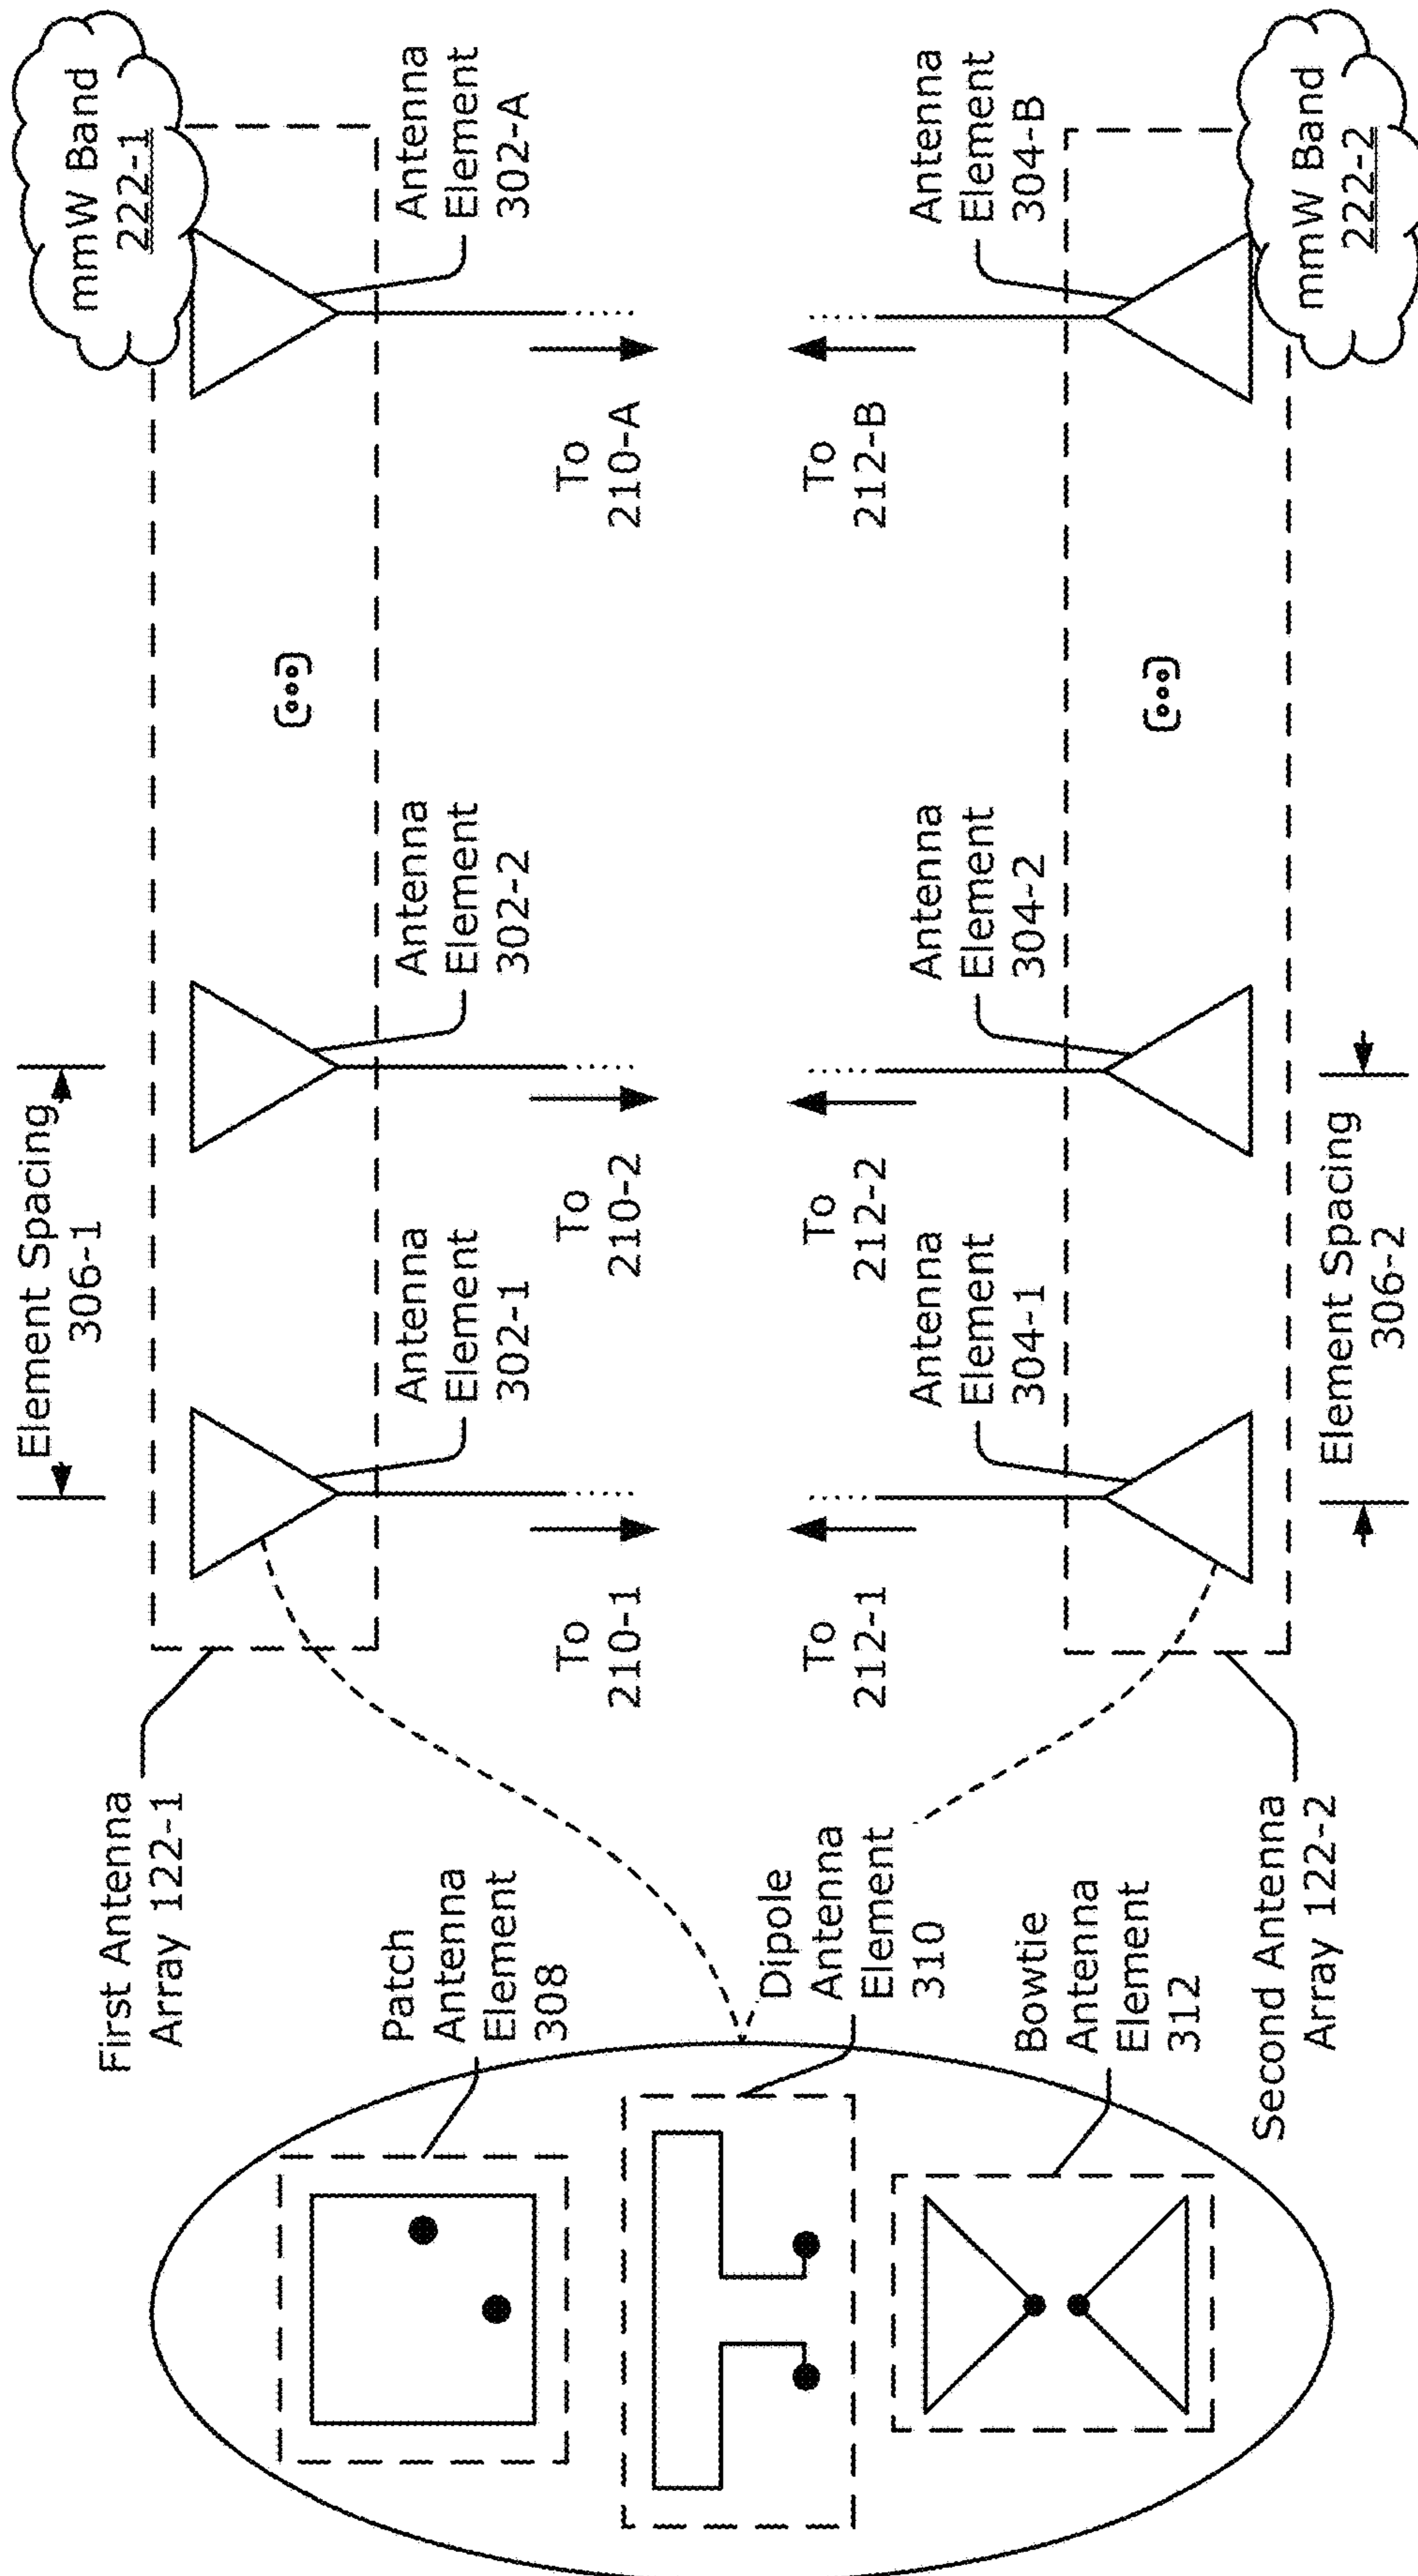 First Antenna
Array 122-1
Element Spacing
306-1
mmW Band
222-1
Patch
Antenna
Element
308
Antenna
Element
302-1
Antenna
Element
302-2
Antenna
Element
302-A
To
210-1
To
210-2
To
210-A
Dipole
Antenna
Element
310
To
212-1
To
212-2
To
212-B
Antenna
Element
304-1
Antenna
Element
304-2
Antenna
Element
304-B
Bowtie
Antenna
Element
312
Second Antenna
Array 122-2
Element Spacing
306-2
mmW Band
222-2